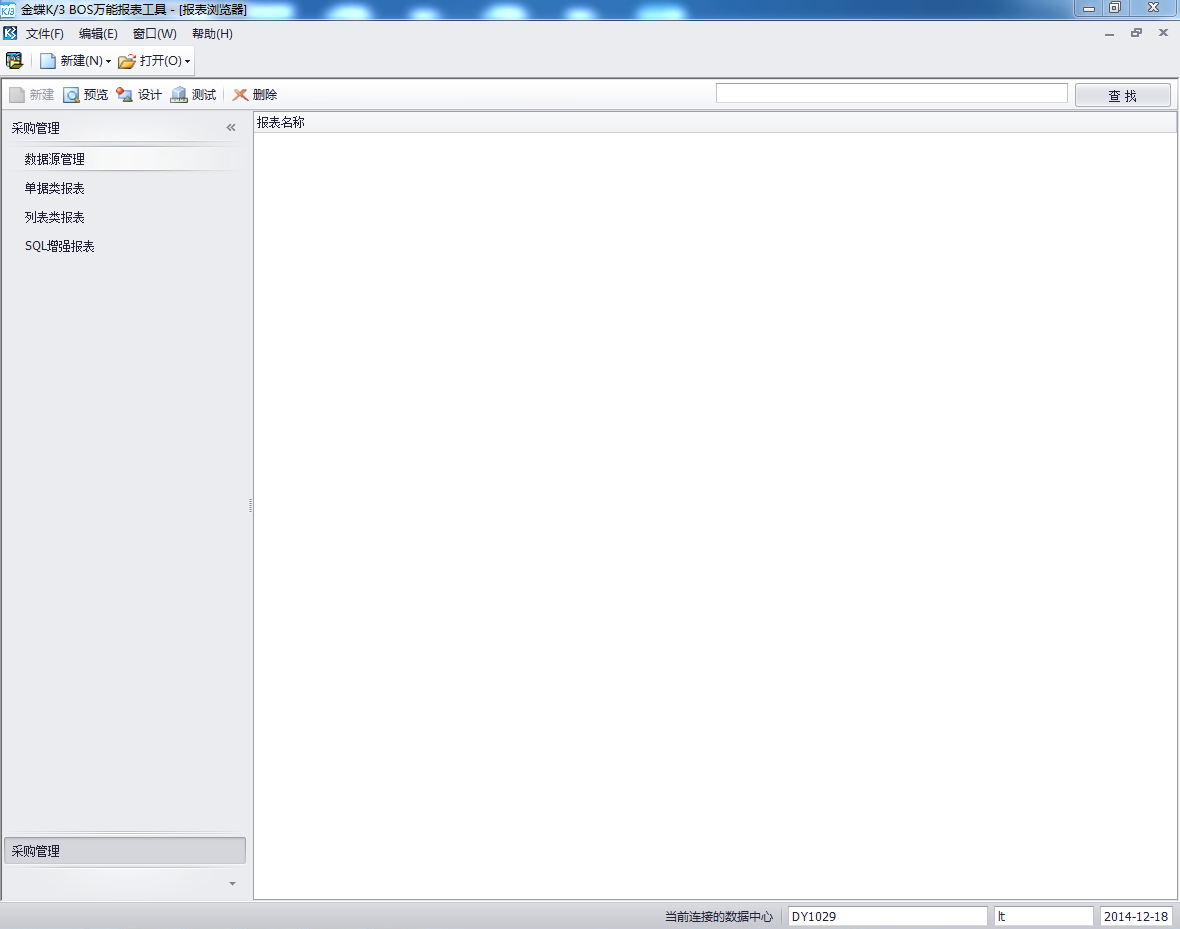 金蝶K/3 BOS万能报表工具 - [报表浏览器]
文件(F) 编辑(E) 窗口(W) 帮助(H)
新建(N) 打开(O)
新建 预览 设计 测试 删除 查 找
采购管理 «
报表名称
数据源管理
单据类报表
列表类报表
SQL增强报表
采购管理
当前连接的数据中心 DY1029 lt 2014-12-18